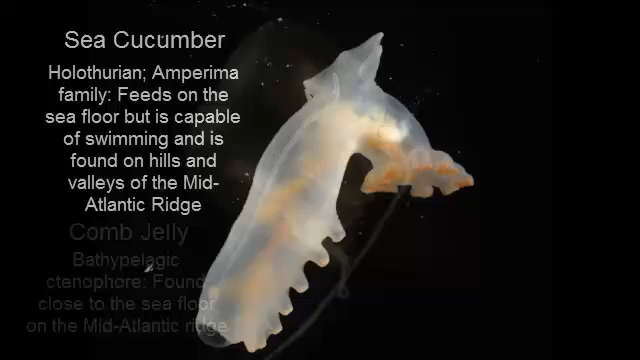 Sea Cucumber
Holothurian; Amperima
family: Feeds on the
sea floor but is capable
of swimming and is
found on hills and
valleys of the Mid-
Atlantic Ridge
Comb Jelly
Bathypelagic
ctenophore: Found
close to the sea floor
on the Mid-Atlantic ridge